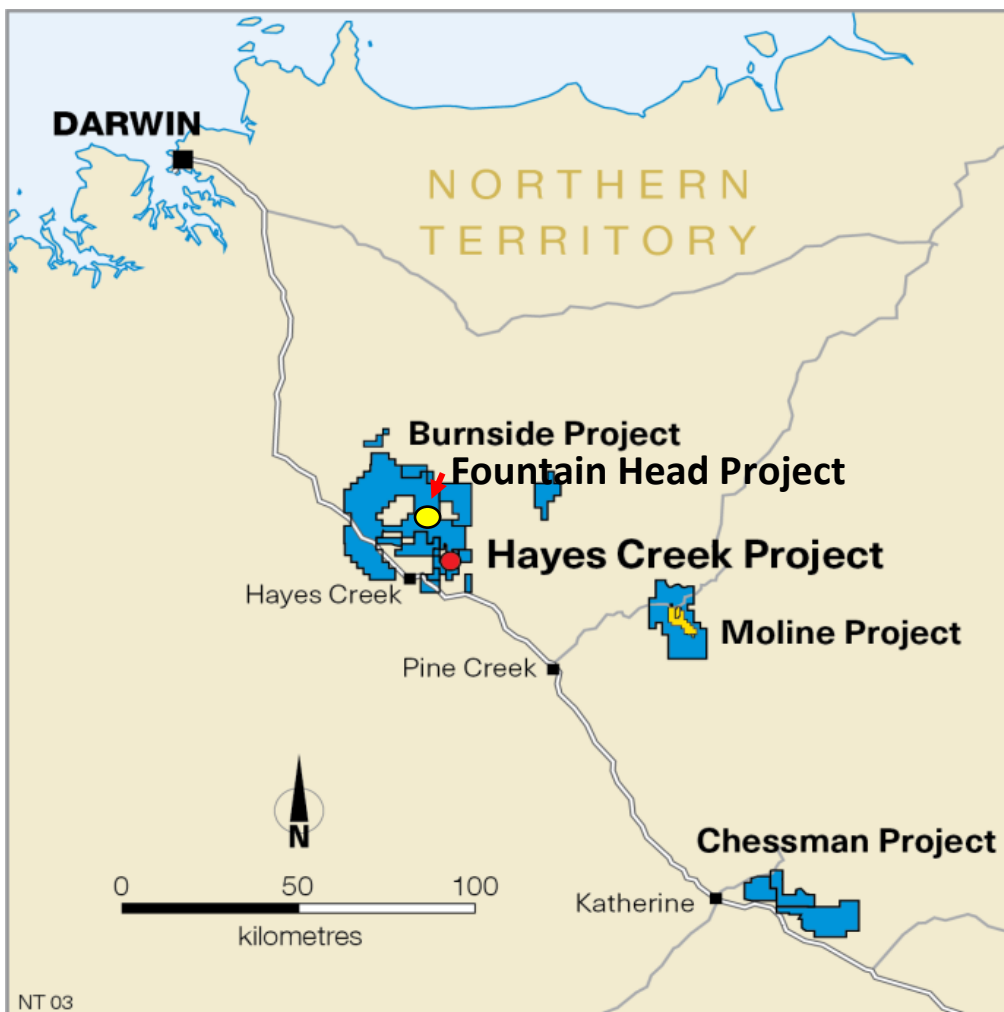 DARWIN
NORTHERN
TERRITORY
Burnside Project
Fountain Head Project
Hayes Creek Project
Hayes Creek
Moline Project
Pine Creek
N
Chessman Project
0 50 100
Katherine
kilometres
NT 03